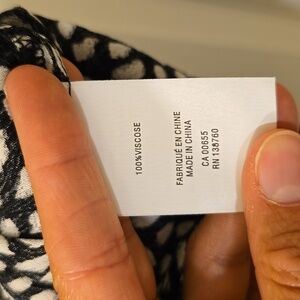 100%VISCOSE
FABRIQUÉ EN CHINE
MADE IN CHINA
CA 00655
RN 138760